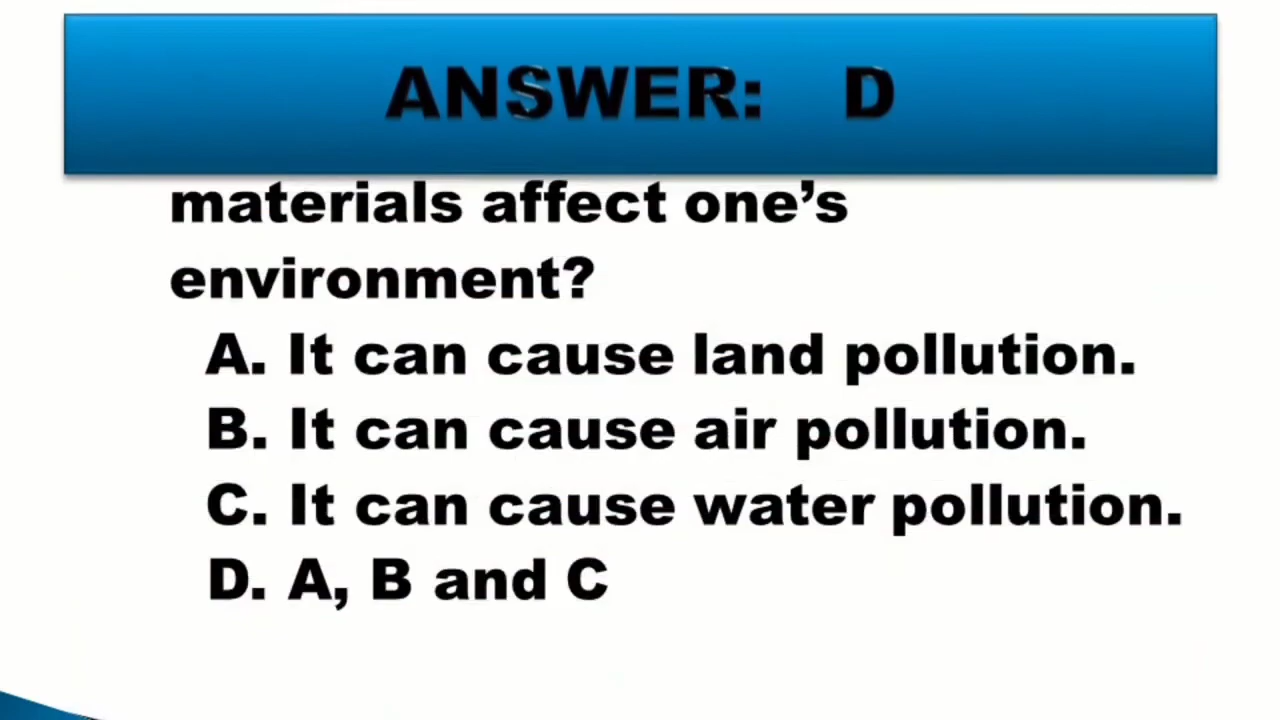 ANSWER: D
materials affect one’s
environment?
A. It can cause land pollution.
B. It can cause air pollution.
C. It can cause water pollution.
D. A, B and C